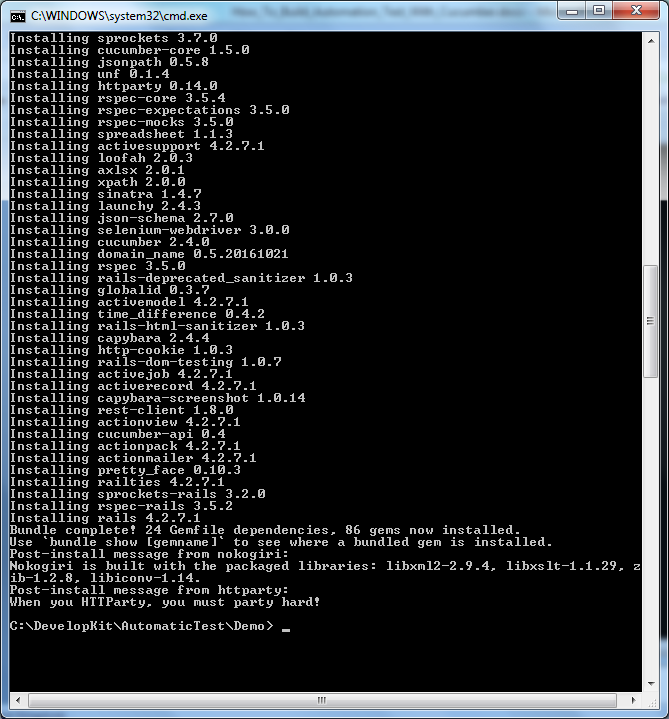 C:\WINDOWS\system32\cmd.exe
Installing sprockets 3.7.0
Installing cucumber-core 1.5.0
Installing jsonpath 0.5.8
Installing unf 0.1.4
Installing httparty 0.14.0
Installing rspec-core 3.5.4
Installing rspec-expectations 3.5.0
Installing rspec-mocks 3.5.0
Installing spreadsheet 1.1.3
Installing activesupport 4.2.7.1
Installing loofah 2.0.3
Installing axlsx 2.0.1
Installing xpath 2.0.0
Installing sinatra 1.4.7
Installing launchy 2.4.3
Installing json-schema 2.7.0
Installing selenium-webdriver 3.0.0
Installing cucumber 2.4.0
Installing domain_name 0.5.20161021
Installing rspec 3.5.0
Installing rails-deprecated_sanitizer 1.0.3
Installing globalid 0.3.7
Installing activemodel 4.2.7.1
Installing time_difference 0.4.2
Installing rails-html-sanitizer 1.0.3
Installing capybara 2.4.4
Installing http-cookie 1.0.3
Installing rails-dom-testing 1.0.7
Installing activejob 4.2.7.1
Installing activerecord 4.2.7.1
Installing capybara-screenshot 1.0.14
Installing rest-client 1.8.0
Installing actionview 4.2.7.1
Installing cucumber-api 0.4
Installing actionpack 4.2.7.1
Installing actionmailer 4.2.7.1
Installing pretty_face 0.10.3
Installing railties 4.2.7.1
Installing sprockets-rails 3.2.0
Installing rspec-rails 3.5.2
Installing rails 4.2.7.1
Bundle complete! 24 Gemfile dependencies, 86 gems now installed.
Use `bundle show [gemname]` to see where a bundled gem is installed.
Post-install message from nokogiri:
Nokogiri is built with the packaged libraries: libxml2-2.9.4, libxslt-1.1.29, z
ib-1.2.8, libiconv-1.14.
Post-install message from httparty:
When you HTTParty, you must party hard!
C:\DevelopKit\AutomaticTest\Demo> _